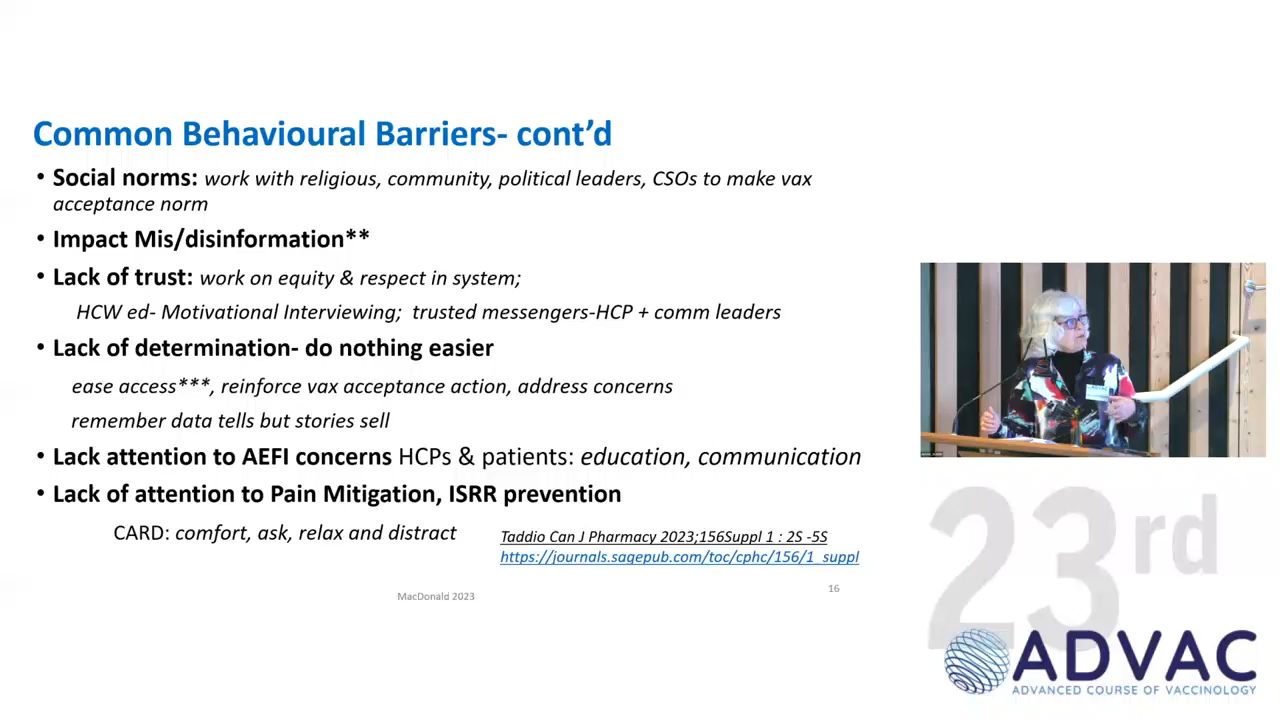 Common Behavioural Barriers- cont’d
• Social norms: work with religious, community, political leaders, CSOs to make vax
acceptance norm
• Impact Mis/disinformation**
• Lack of trust: work on equity & respect in system;
HCW ed- Motivational Interviewing; trusted messengers-HCP + comm leaders
• Lack of determination- do nothing easier
ease access***, reinforce vax acceptance action, address concerns
remember data tells but stories sell
• Lack attention to AEFI concerns HCPs & patients: education, communication
• Lack of attention to Pain Mitigation, ISRR prevention
CARD: comfort, ask, relax and distract
Taddio Can J Pharmacy 2023;156Suppl 1 : 2S -5S
https://journals.sagepub.com/toc/cphc/156/1_suppl
MacDonald 2023
16
23rd
ADVAC
ADVANCED COURSE OF VACCINOLOGY